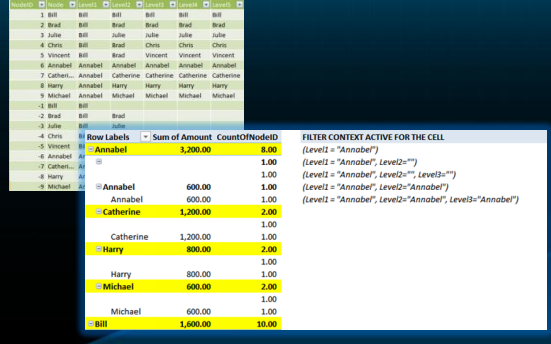 NodeID Node Level1 Level2 Level3 Level4 Level5
1 Bill Bill Bill Bill Bill Bill
2 Brad Bill Brad Brad Brad Brad
3 Julie Bill Julie Julie Julie Julie
4 Chris Bill Brad Chris Chris Chris
5 Vincent Bill Brad Vincent Vincent Vincent
6 Annabel Annabel Annabel Annabel Annabel Annabel
7 Catheri... Annabel Catherine Catherine Catherine Catherine
8 Harry Annabel Harry Harry Harry Harry
9 Michael Annabel Michael Michael Michael Michael
-1 Bill Bill
-2 Brad Bill Brad
-3 Julie Bill Julie
-4 Chris
-5 Vincent
-6 Annabel
-7 Catheri...
-8 Harry
-9 Michael
Row Labels Sum of Amount CountOfNodeID FILTER CONTEXT ACTIVE FOR THE CELL
Annabel 3,200.00 8.00 (Level1 = "Annabel")
1.00 (Level1 = "Annabel", Level2="")
1.00 (Level1 = "Annabel", Level2="", Level3="")
Annabel 600.00 1.00 (Level1 = "Annabel", Level2="Annabel")
Annabel 600.00 1.00 (Level1 = "Annabel", Level2="Annabel", Level3="Annabel")
Catherine 1,200.00 2.00
1.00
Catherine 1,200.00 1.00
Harry 800.00 2.00
1.00
Harry 800.00 1.00
Michael 600.00 2.00
1.00
Michael 600.00 1.00
Bill 1,600.00 10.00